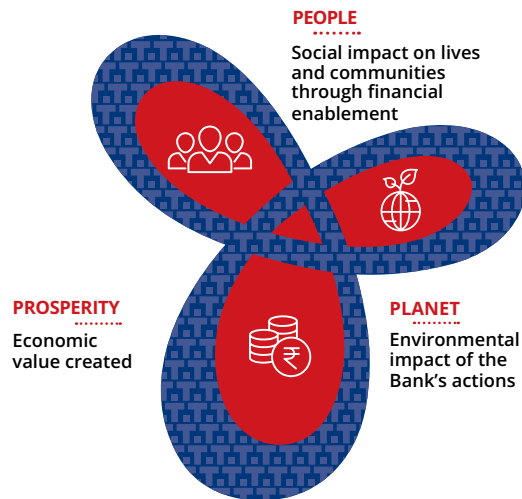 PEOPLE
Social impact on lives
and communities
through financial
enablement
PROSPERITY
Economic
value created
PLANET
Environmental
impact of the
Bank’s actions
₹